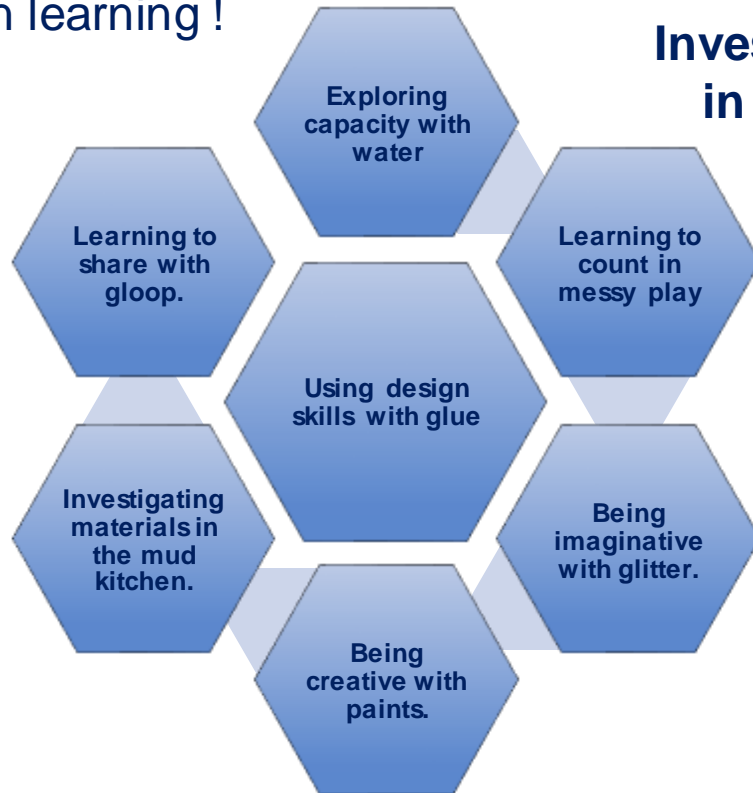 learning !
in
Exploring
capacity with
water
Learning to
share with
gloop.
Learning to
count in
messy play
Using design
skills with glue
Investigating
materials in
the mud
kitchen.
Being
imaginative
with glitter.
Being
creative with
paints.